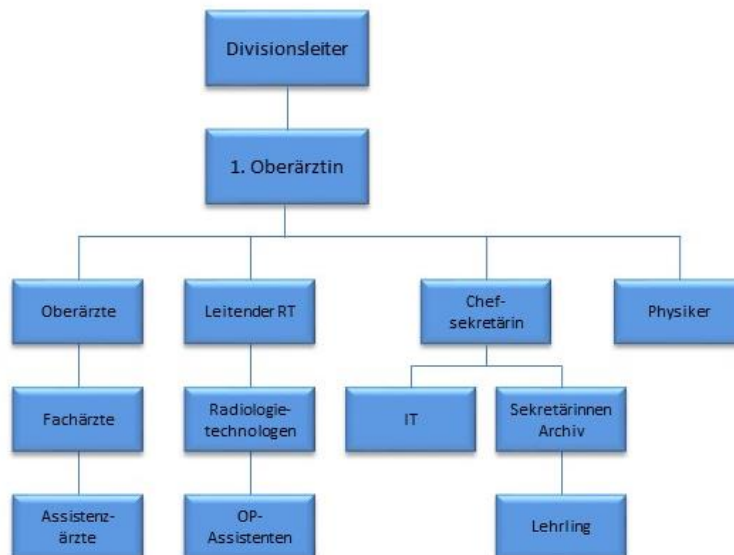 Divisionsleiter
1. Oberärztin
Oberärzte
Leitender RT
Chef-
sekretärin
Physiker
Fachärzte
Radiologie-
technologen
IT
Sekretärinnen
Archiv
Assistenz-
ärzte
OP-
Assistenten
Lehrling